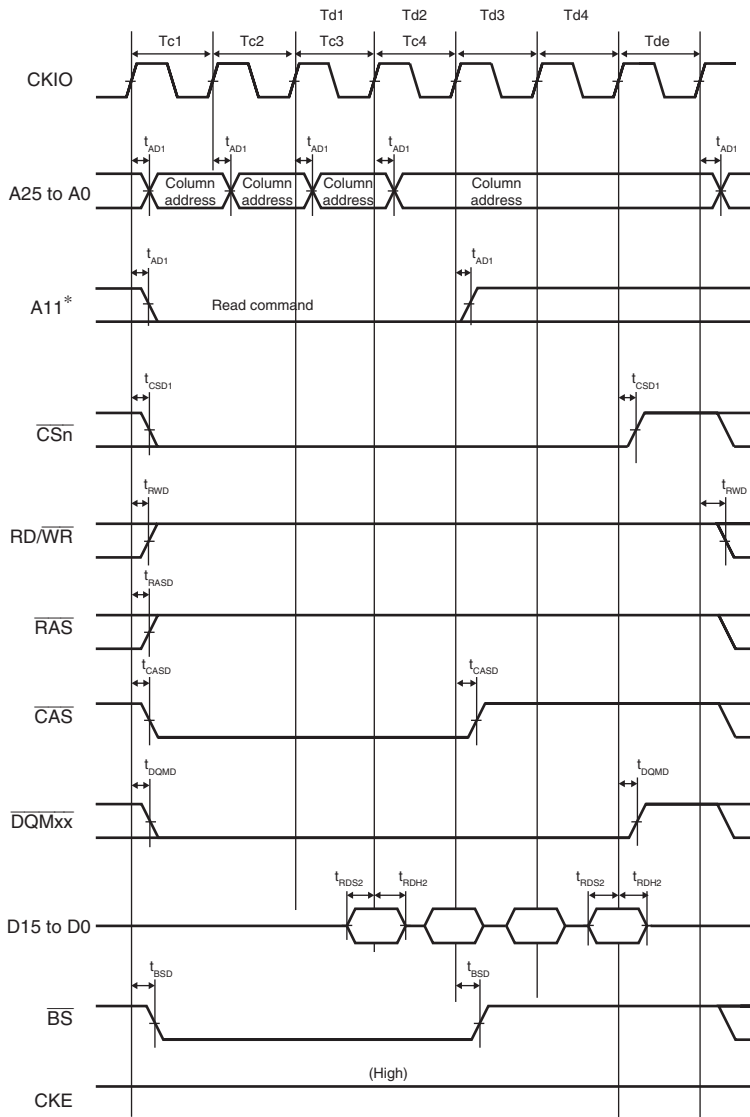 Td1 Td2 Td3 Td4
Tc1 Tc2 Tc3 Tc4 Tde
CKIO
tAD1 tAD1 tAD1 tAD1 tAD1
A25 to A0
Column address
Column address
Column address
Column address
tAD1 tAD1
A11*
Read command
tCSD1 tCSD1
CSn
tRWD tRWD
RD/WR
tRASD
RAS
tCASD tCASD
CAS
tDQMD tDQMD
DQMxx
tRDS2 tRDH2 tRDS2 tRDH2
D15 to D0
tBSD tBSD
BS
(High)
CKE